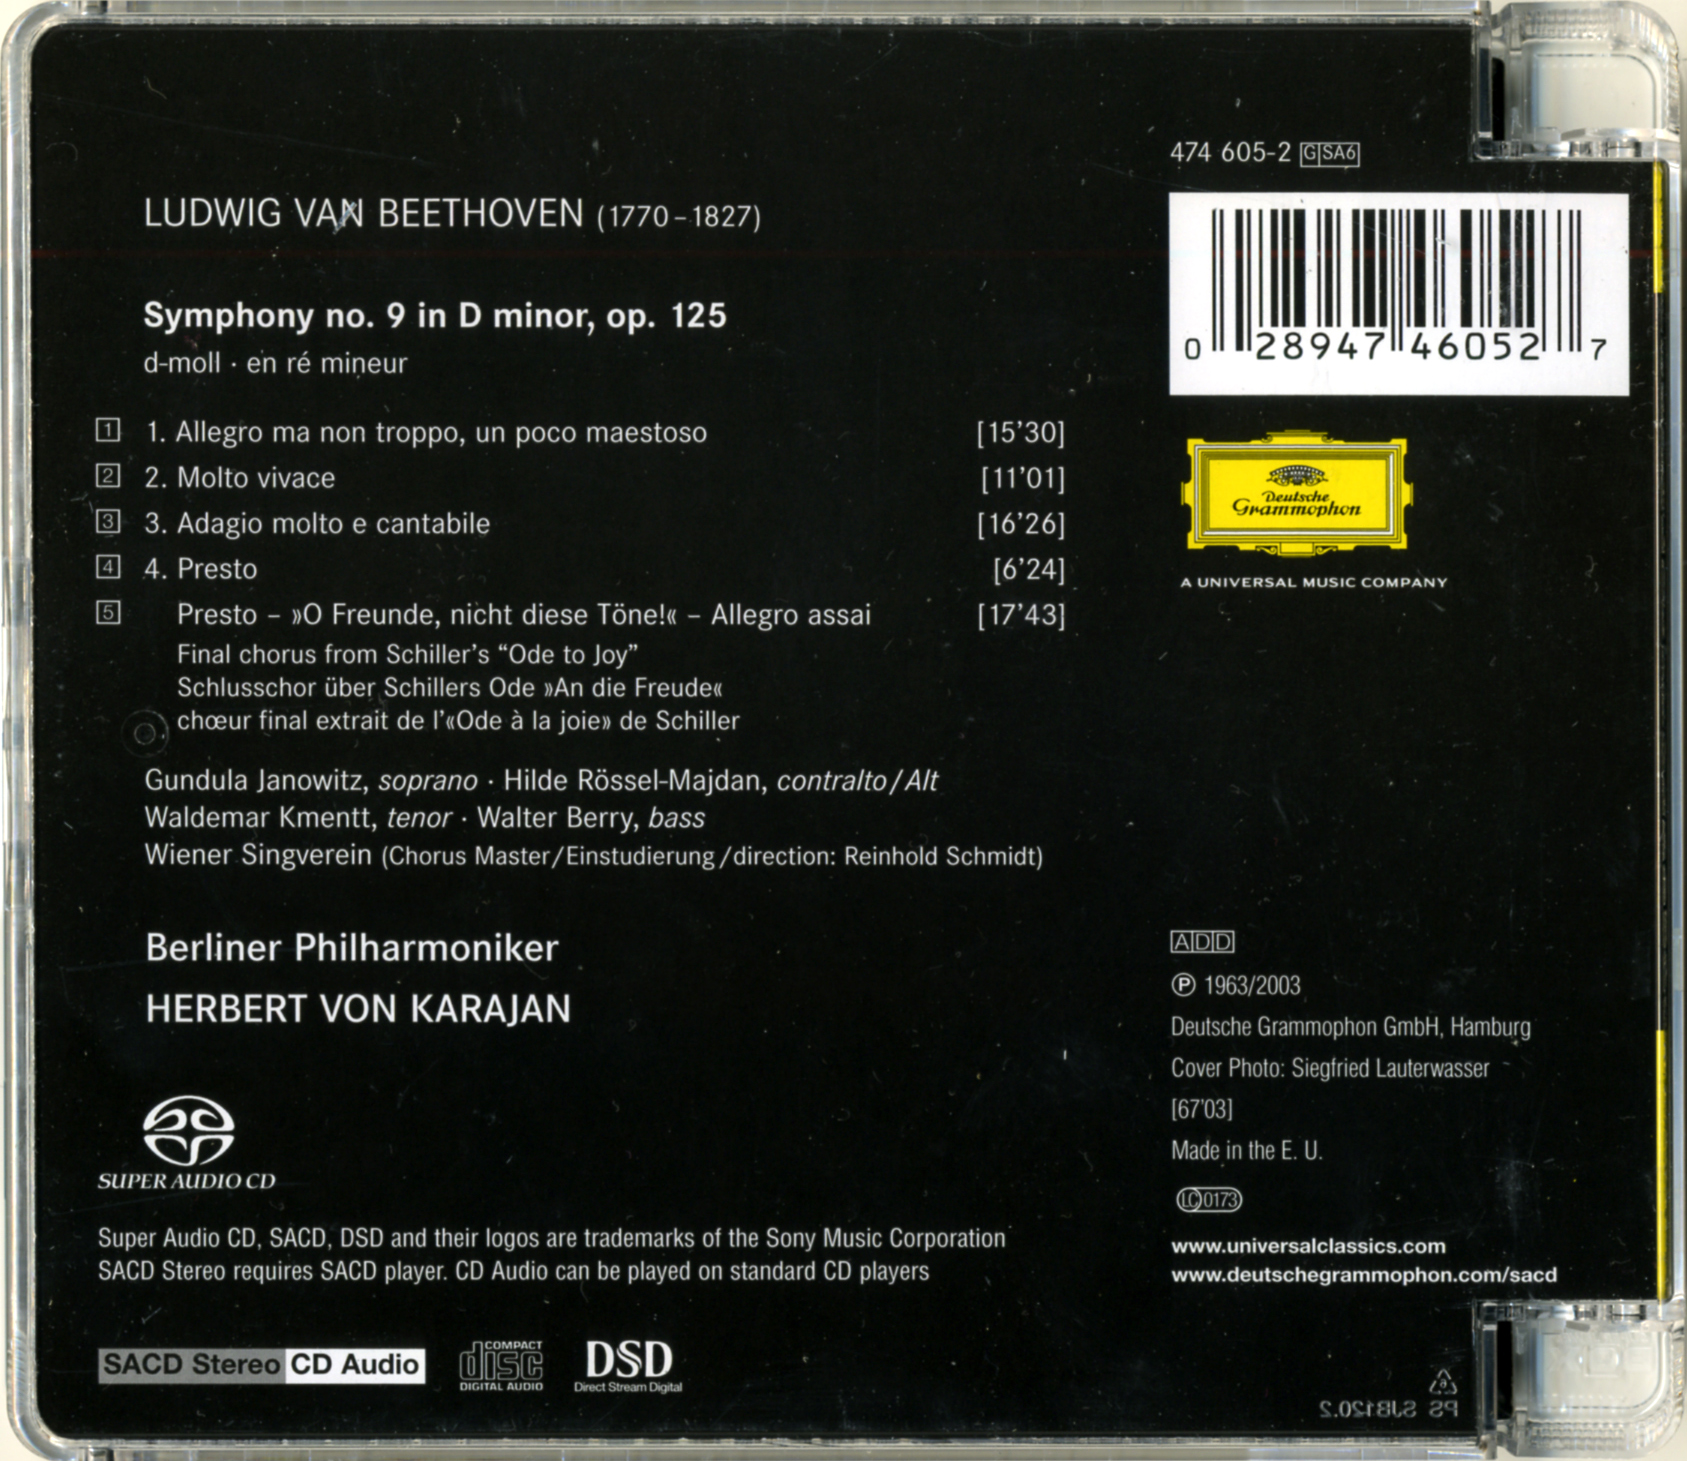 474 605-2 G SA6
LUDWIG VAN BEETHOVEN (1770–1827)
Symphony no. 9 in D minor, op. 125
d-moll · en ré mineur
0 28947 46052 7
1 1. Allegro ma non troppo, un poco maestoso [15’30]
2 2. Molto vivace [11’01]
3 3. Adagio molto e cantabile [16’26]
4 4. Presto [6’24]
5 Presto – »O Freunde, nicht diese Töne!« – Allegro assai [17’43]
Final chorus from Schiller’s “Ode to Joy”
Schlusschor über Schillers Ode »An die Freude«
chœur final extrait de l’«Ode à la joie» de Schiller
Deutsche
Grammophon
A UNIVERSAL MUSIC COMPANY
Gundula Janowitz, soprano · Hilde Rössel-Majdan, contralto/Alt
Waldemar Kmentt, tenor · Walter Berry, bass
Wiener Singverein (Chorus Master/Einstudierung/direction: Reinhold Schmidt)
Berliner Philharmoniker
HERBERT VON KARAJAN
ADD
℗ 1963/2003
Deutsche Grammophon GmbH, Hamburg
Cover Photo: Siegfried Lauterwasser
[67’03]
Made in the E. U.
LC 0173
www.universalclassics.com
www.deutschegrammophon.com/sacd
SUPER AUDIO CD
Super Audio CD, SACD, DSD and their logos are trademarks of the Sony Music Corporation
SACD Stereo requires SACD player. CD Audio can be played on standard CD players
SACD Stereo CD Audio
COMPACT
disc
DIGITAL AUDIO
DSD
Direct Stream Digital
PS SJB120.2